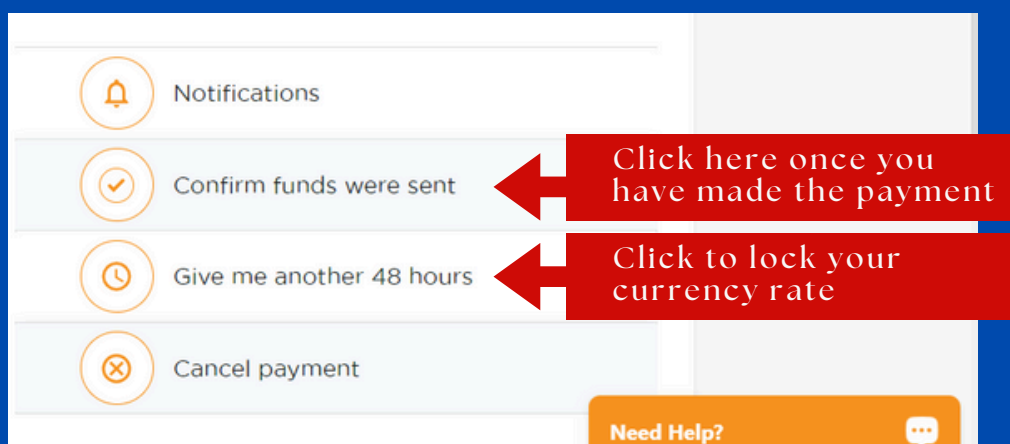 Notifications
Confirm funds were sent
Click here once you
have made the payment
Give me another 48 hours
Click to lock your
currency rate
Cancel payment
Need Help?